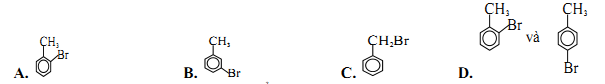 A. CH₃ Br B. CH₃ Br C. CH₂Br D. CH₃ Br và CH₃ Br